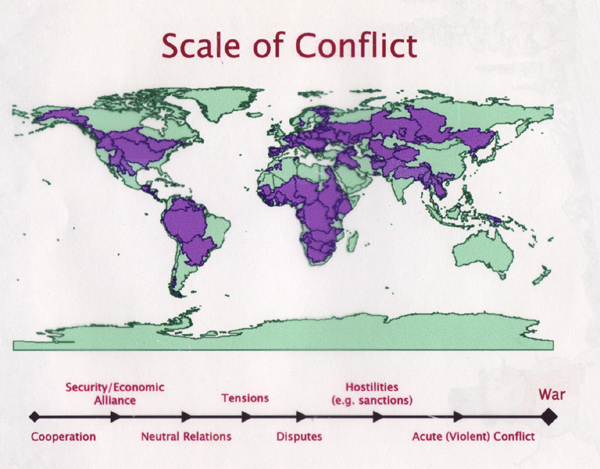 Scale of Conflict
Security/Economic
Alliance
Tensions
Hostilities
(e.g. sanctions)
War
Cooperation
Neutral Relations
Disputes
Acute (Violent) Conflict